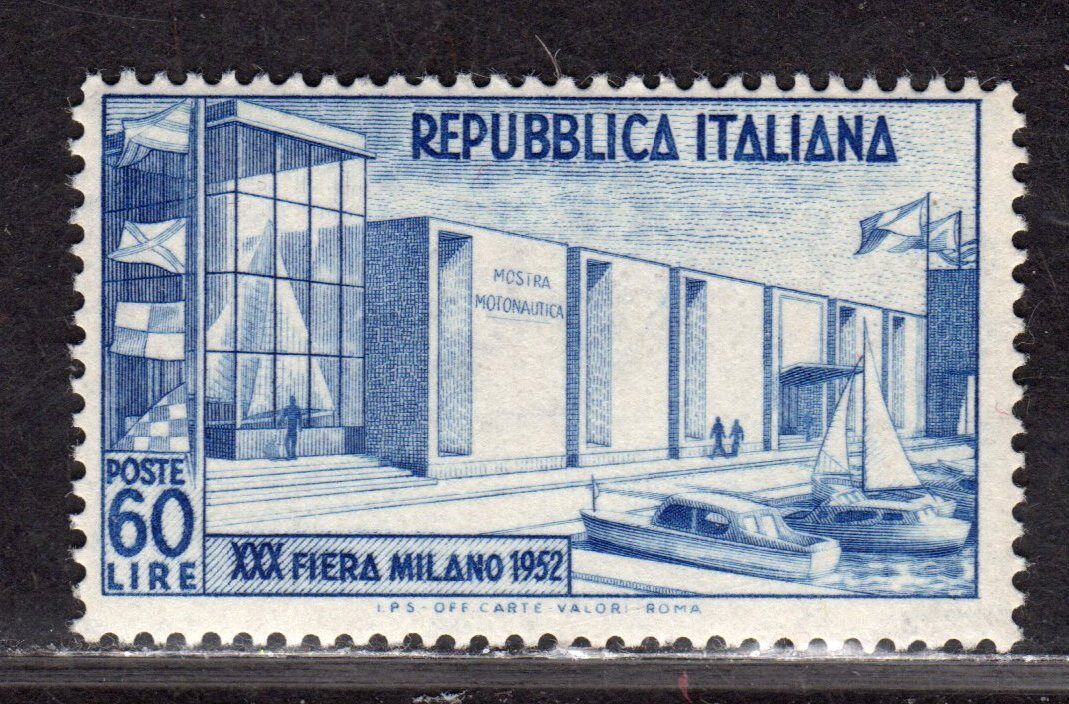 REPUBBLICA ITALIANA
MOSTRA
MOTONAUTICA
POSTE
60
LIRE
XXX FIERA MILANO 1952
I.P.S - OFF. CARTE - VALORI - ROMA